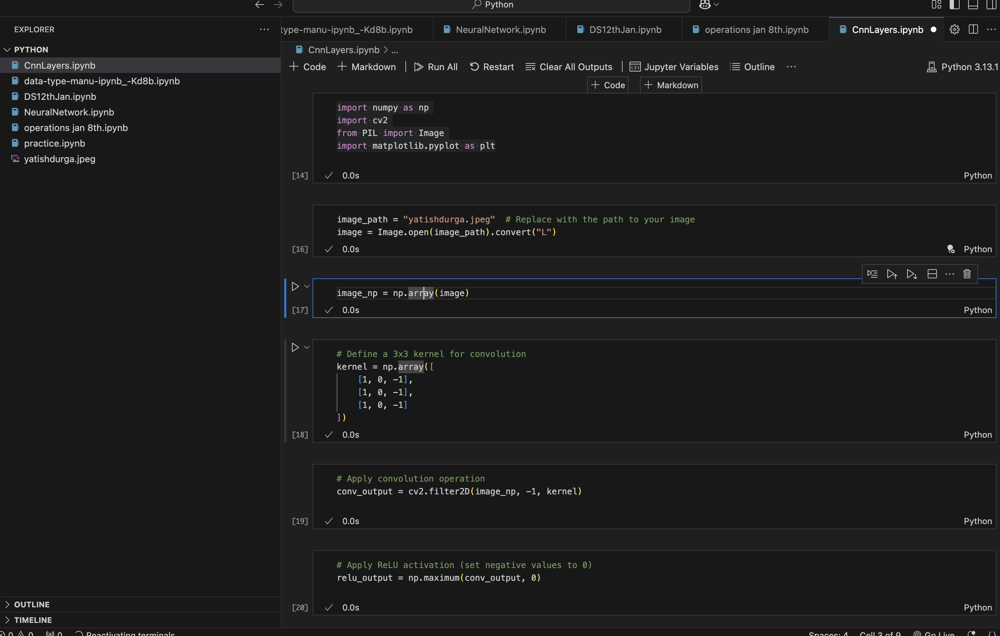 Python
EXPLORER
type-manu-ipynb_-Kd8b.ipynb
NeuralNetwork.ipynb
DS12thJan.ipynb
operations jan 8th.ipynb
CnnLayers.ipynb
PYTHON
CnnLayers.ipynb
data-type-manu-ipynb_-Kd8b.ipynb
DS12thJan.ipynb
NeuralNetwork.ipynb
operations jan 8th.ipynb
practice.ipynb
yatishdurga.jpeg
OUTLINE
TIMELINE
CnnLayers.ipynb > ...
+ Code + Markdown Run All Restart Clear All Outputs Jupyter Variables Outline ... Python 3.13.1
+ Code + Markdown
import numpy as np
import cv2
from PIL import Image
import matplotlib.pyplot as plt
[14] 0.0s Python
image_path = "yatishdurga.jpeg"  # Replace with the path to your image
image = Image.open(image_path).convert("L")
[16] 0.0s Python
image_np = np.array(image)
[17] 0.0s Python
# Define a 3x3 kernel for convolution
kernel = np.array([
[1, 0, -1],
[1, 0, -1],
[1, 0, -1]
])
[18] 0.0s Python
# Apply convolution operation
conv_output = cv2.filter2D(image_np, -1, kernel)
[19] 0.0s Python
# Apply ReLU activation (set negative values to 0)
relu_output = np.maximum(conv_output, 0)
[20] 0.0s Python
0 0 0 Reactivating terminals Spaces: 4 Cell 3 of 9 Go Live